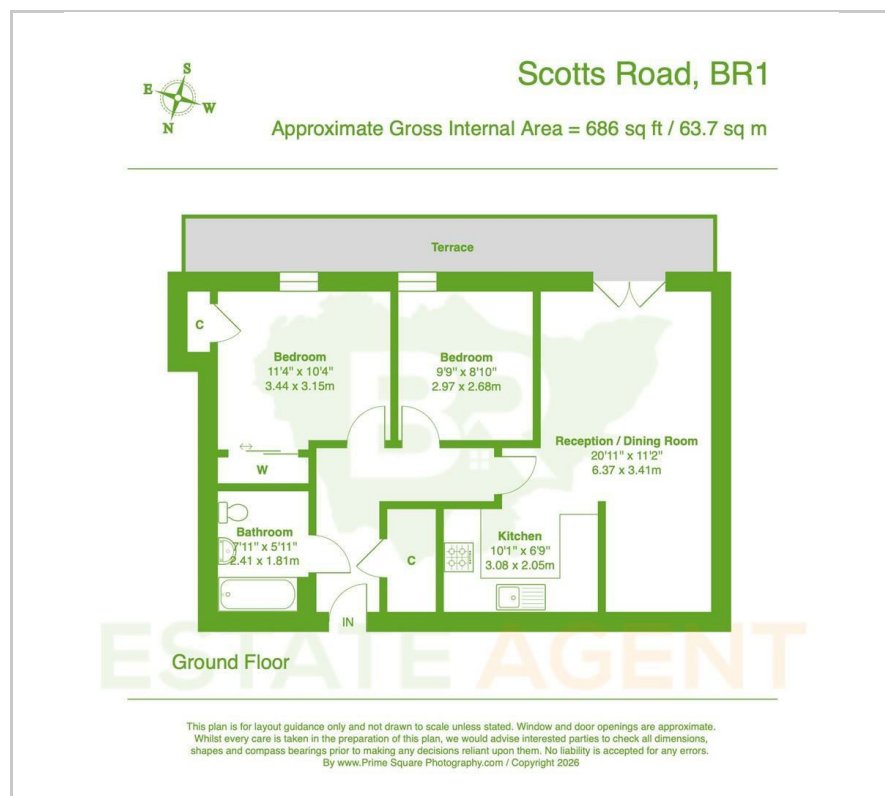 S
E
W
N
Scotts Road, BR1
Approximate Gross Internal Area = 686 sq ft / 63.7 sq m
Terrace
C
Bedroom
11'4" x 10'4"
3.44 x 3.15m
Bedroom
9'9" x 8'10"
2.97 x 2.68m
Reception / Dining Room
20'11" x 11'2"
6.37 x 3.41m
W
Bathroom
7'11" x 5'11"
2.41 x 1.81m
C
Kitchen
10'1" x 6'9"
3.08 x 2.05m
IN
BR
ESTATE AGENT
Ground Floor
This plan is for layout guidance only and not drawn to scale unless stated. Window and door openings are approximate.
Whilst every care is taken in the preparation of this plan, we would advise interested parties to check all dimensions,
shapes and compass bearings prior to making any decisions reliant upon them. No liability is accepted for any errors.
By www.Prime Square Photography.com / Copyright 2026